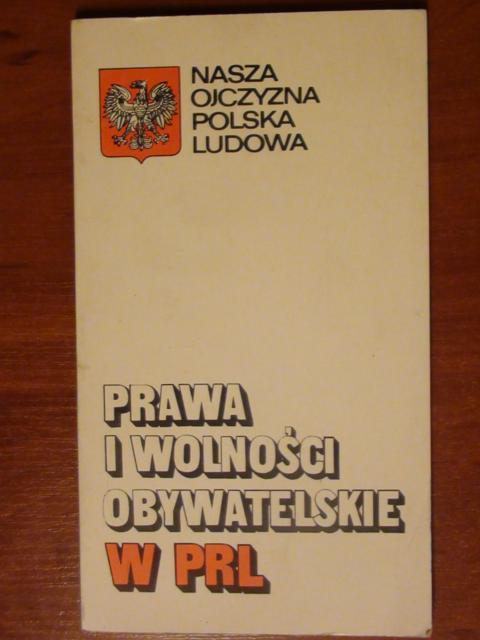 NASZA
OJCZYZNA
POLSKA
LUDOWA
PRAWA
I WOLNOŚCI
OBYWATELSKIE
W PRL